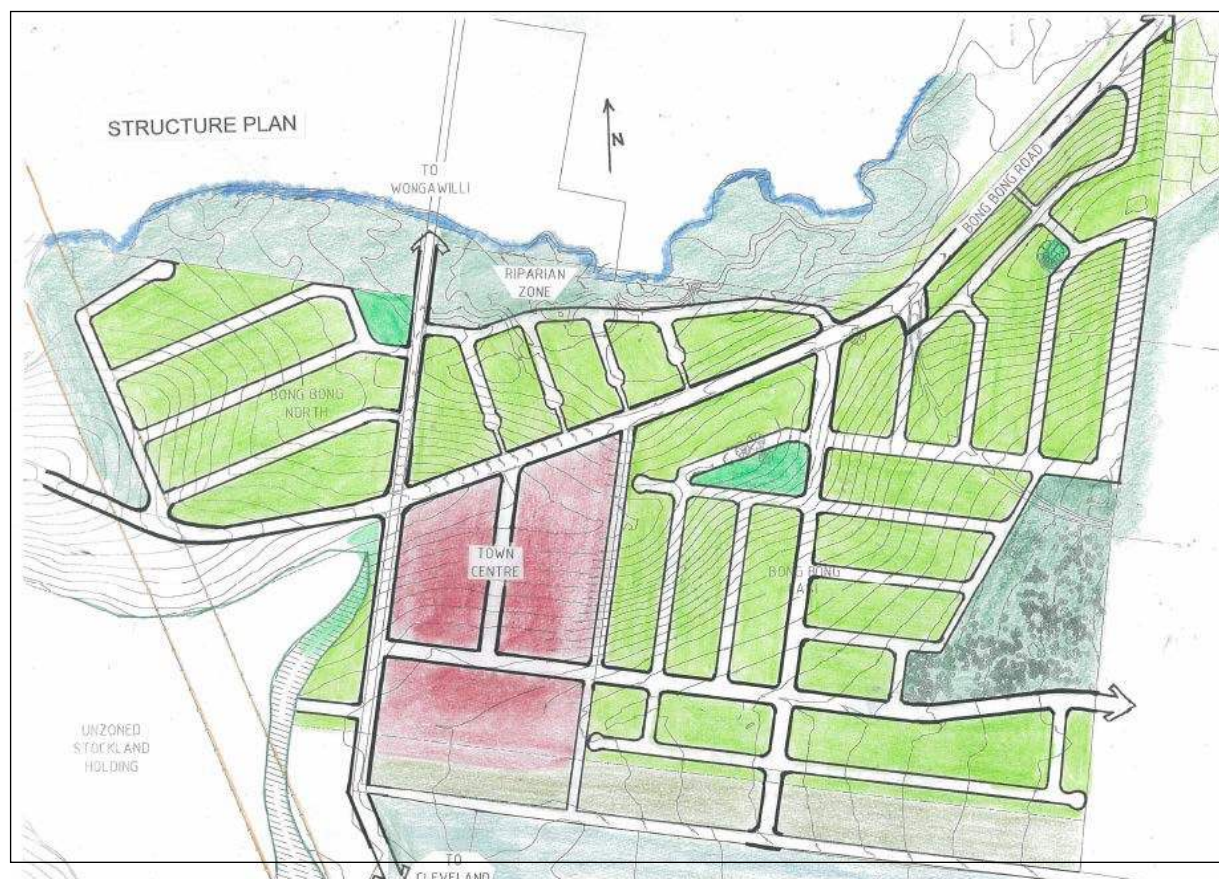 STRUCTURE PLAN
N
TO
WONGAWILLI
BONG BONG ROAD
RIPARIAN
ZONE
BONG BONG
NORTH
TOWN
CENTRE
BONG BONG
UNZONED
STOCKLAND
HOLDING
TO
CLEVELAND